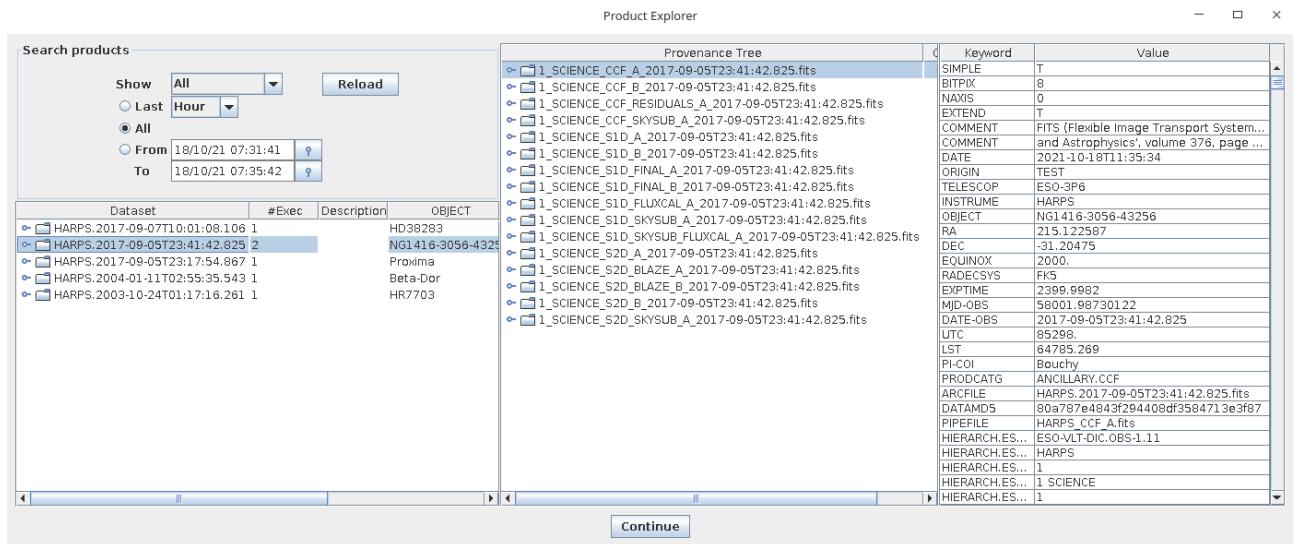 Product Explorer
Search products
Show All Reload
Last Hour
All
From 18/10/21 07:31:41
To 18/10/21 07:35:42
Dataset #Exec Description OBJECT
HARPS.2017-09-07T10:01:08.106 1 HD38283
HARPS.2017-09-05T23:41:42.825 2 NG1416-3056-4325
HARPS.2017-09-05T23:17:54.867 1 Proxima
HARPS.2004-01-11T02:55:35.543 1 Beta-Dor
HARPS.2003-10-24T01:17:16.261 1 HR7703
Provenance Tree
1_SCIENCE_CCF_A_2017-09-05T23:41:42.825.fits
1_SCIENCE_CCF_B_2017-09-05T23:41:42.825.fits
1_SCIENCE_CCF_RESIDUALS_A_2017-09-05T23:41:42.825.fits
1_SCIENCE_CCF_SKYSUB_A_2017-09-05T23:41:42.825.fits
1_SCIENCE_S1D_A_2017-09-05T23:41:42.825.fits
1_SCIENCE_S1D_B_2017-09-05T23:41:42.825.fits
1_SCIENCE_S1D_FINAL_A_2017-09-05T23:41:42.825.fits
1_SCIENCE_S1D_FINAL_B_2017-09-05T23:41:42.825.fits
1_SCIENCE_S1D_FLUXCAL_A_2017-09-05T23:41:42.825.fits
1_SCIENCE_S1D_SKYSUB_A_2017-09-05T23:41:42.825.fits
1_SCIENCE_S1D_SKYSUB_FLUXCAL_A_2017-09-05T23:41:42.825.fits
1_SCIENCE_S2D_A_2017-09-05T23:41:42.825.fits
1_SCIENCE_S2D_BLAZE_A_2017-09-05T23:41:42.825.fits
1_SCIENCE_S2D_BLAZE_B_2017-09-05T23:41:42.825.fits
1_SCIENCE_S2D_B_2017-09-05T23:41:42.825.fits
1_SCIENCE_S2D_SKYSUB_A_2017-09-05T23:41:42.825.fits
Keyword Value
SIMPLE T
BITPIX 8
NAXIS 0
EXTEND T
COMMENT FITS (Flexible Image Transport System...
COMMENT and Astrophysics', volume 376, page ...
DATE 2021-10-18T11:35:34
ORIGIN TEST
TELESCOP ESO-3P6
INSTRUME HARPS
OBJECT NG1416-3056-43256
RA 215.122587
DEC -31.20475
EQUINOX 2000.
RADECSYS FK5
EXPTIME 2399.9982
MJD-OBS 58001.98730122
DATE-OBS 2017-09-05T23:41:42.825
UTC 85298.
LST 64785.269
PI-COI Bouchy
PRODCATG ANCILLARY.CCF
ARCFILE HARPS.2017-09-05T23:41:42.825.fits
DATAMD5 80a787e4843f294408df3584713e3f87
PIPEFILE HARPS_CCF_A.fits
HIERARCH.ES... ESO-VLT-DIC.OBS-1.11
HIERARCH.ES... HARPS
HIERARCH.ES... 1
HIERARCH.ES... 1 SCIENCE
HIERARCH.ES... 1
Continue